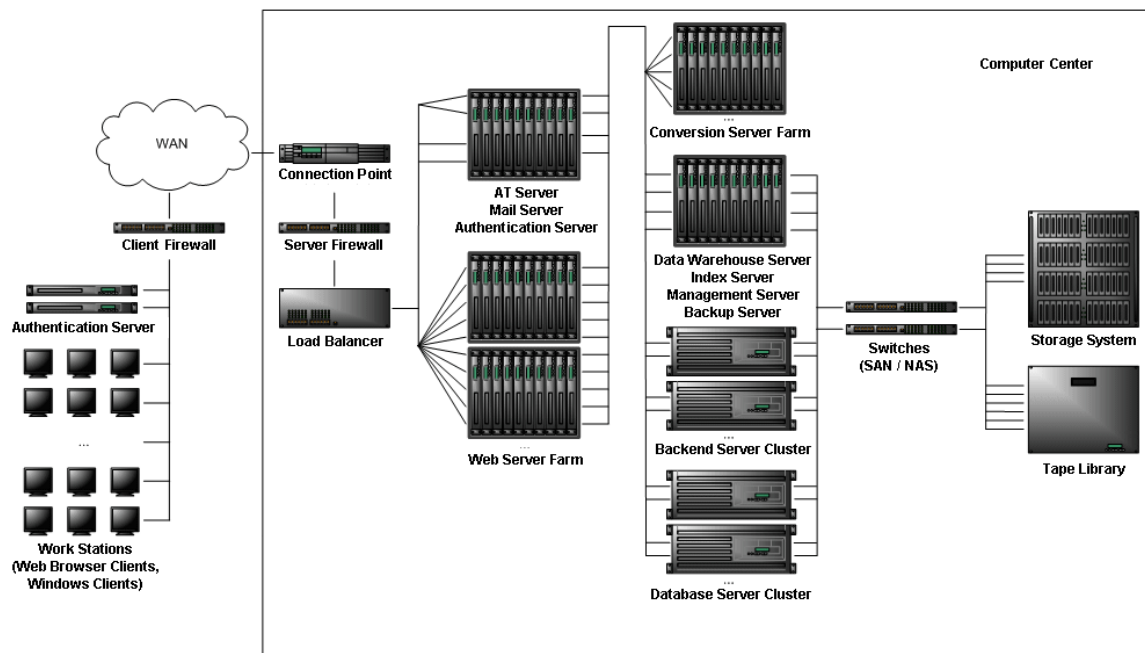 Computer Center
WAN
Connection Point
Client Firewall
Server Firewall
Authentication Server
Load Balancer
...
Work Stations
(Web Browser Clients,
Windows Clients)
AT Server
Mail Server
Authentication Server
...
Web Server Farm
...
Conversion Server Farm
Data Warehouse Server
Index Server
Management Server
Backup Server
...
Backend Server Cluster
...
Database Server Cluster
Switches
(SAN / NAS)
Storage System
Tape Library